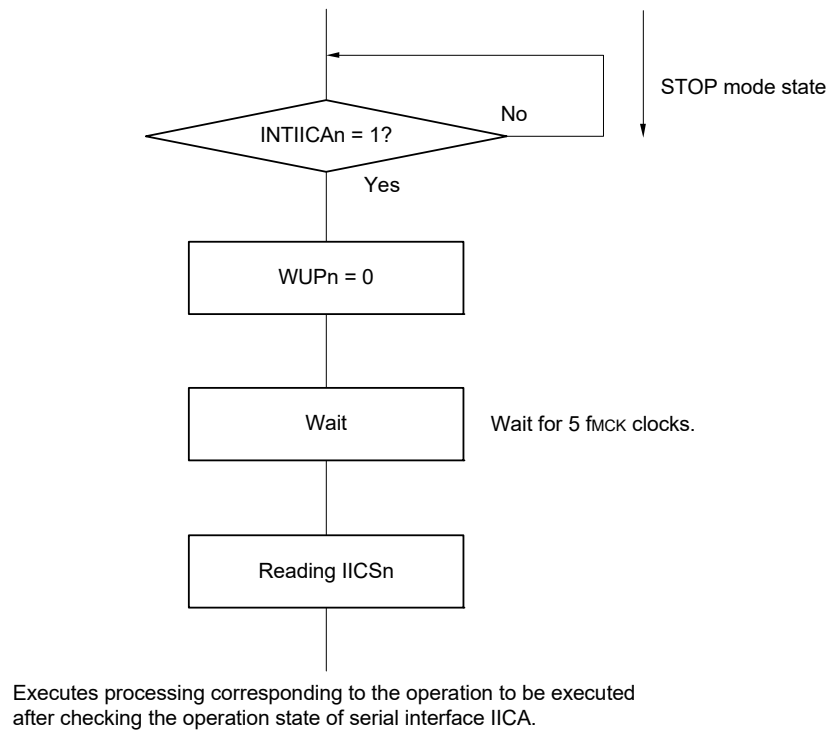 STOP mode state
No
INTIICAn = 1?
Yes
WUPn = 0
Wait
Wait for 5 fMCK clocks.
Reading IICSn
Executes processing corresponding to the operation to be executed
after checking the operation state of serial interface IICA.